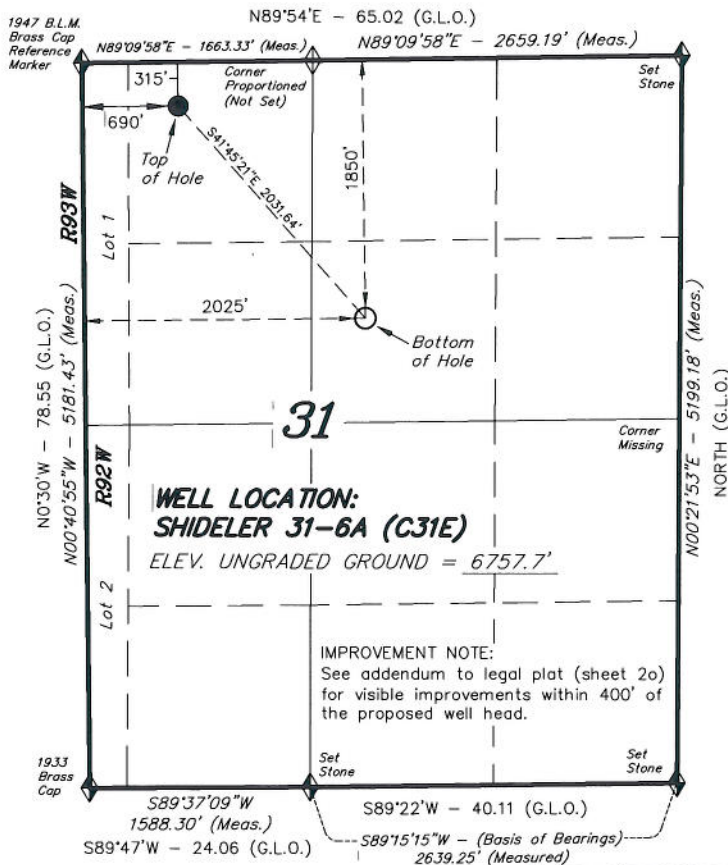 N89°54'E - 65.02 (G.L.O.)
1947 B.L.M.
Brass Cap
Reference
Marker
N89°09'58"E - 1663.33' (Meas.)
N89°09'58"E - 2659.19' (Meas.)
315'
Corner
Proportioned
(Not Set)
Set
Stone
690'
Top
of Hole
S41°45'21"E 2031.64'
1850'
R93W
Lot 1
2025'
Bottom
of Hole
N0°30'W - 78.55 (G.L.O.)
N00°40'55"W - 5181.43' (Meas.)
N00°21'53"E - 5199.18' (Meas.)
NORTH (G.L.O.)
31
Corner
Missing
R92W
WELL LOCATION:
SHIDELER 31-6A (C31E)
ELEV. UNGRADED GROUND = 6757.7'
Lot 2
IMPROVEMENT NOTE:
See addendum to legal plat (sheet 2o)
for visible improvements within 400' of
the proposed well head.
1933
Brass
Cap
Set
Stone
Set
Stone
S89°37'09"W
1588.30' (Meas.)
S89°47'W - 24.06 (G.L.O.)
S89°22'W - 40.11 (G.L.O.)
S89°15'15"W - (Basis of Bearings)
2639.25' (Measured)